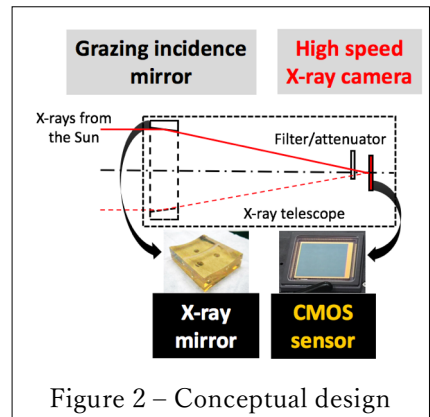 Grazing incidence
mirror
High speed
X-ray camera
X-rays from
the Sun
Filter/attenuator
X-ray telescope
X-ray
mirror
CMOS
sensor
Figure 2 – Conceptual design